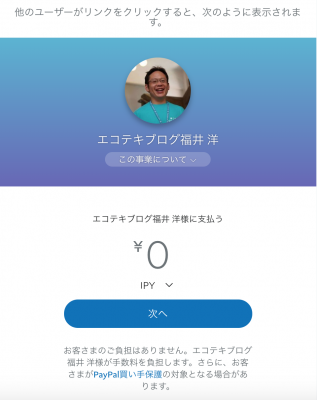 他のユーザーがリンクをクリックすると、次のように表示されま
す。
エコテキブログ福井 洋
この事業について
エコテキブログ福井 洋様に支払う
¥0
JPY
次へ
お客さまのご負担はありません。エコテキブログ
福井 洋様が手数料を負担します。さらに、お客
さまがPayPal買い手保護の対象となる場合があ
ります。